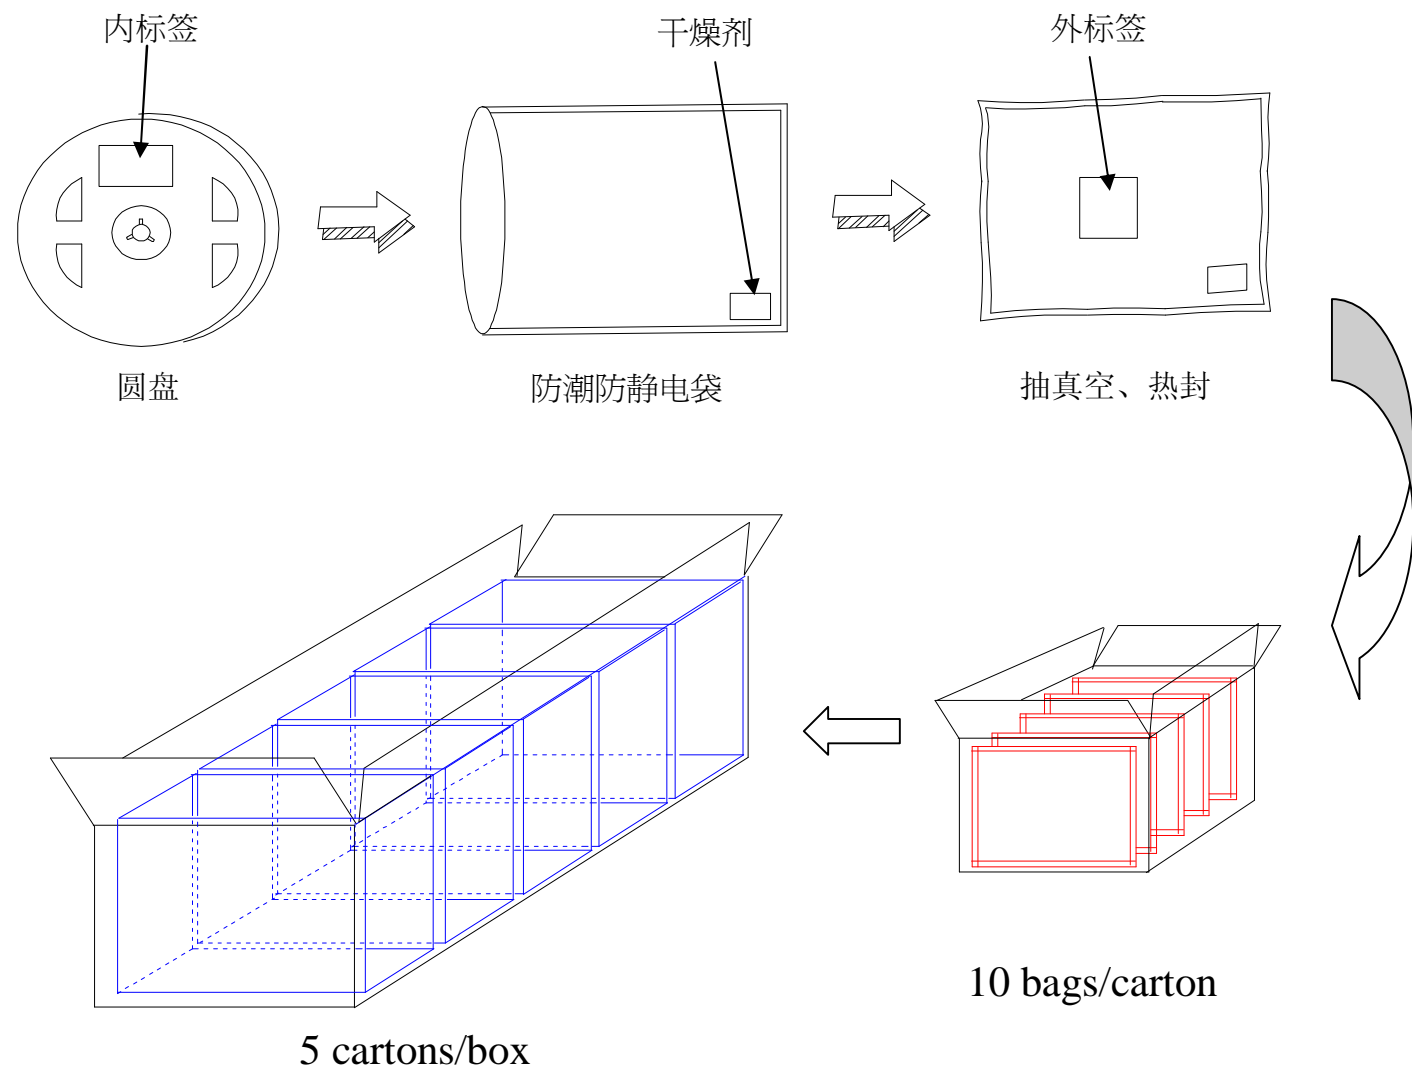 内标签
干燥剂
外标签
圆盘
防潮防静电袋
抽真空、热封
10 bags/carton
5 cartons/box